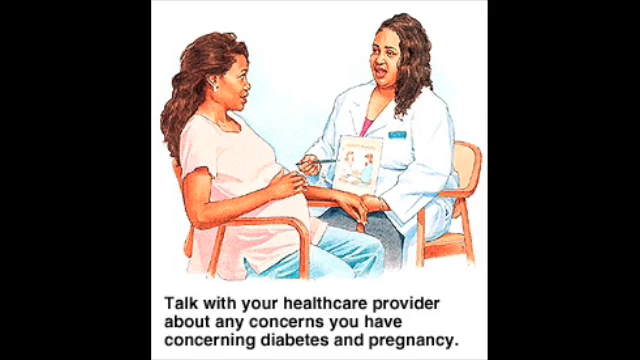 Talk with your healthcare provider
about any concerns you have
concerning diabetes and pregnancy.